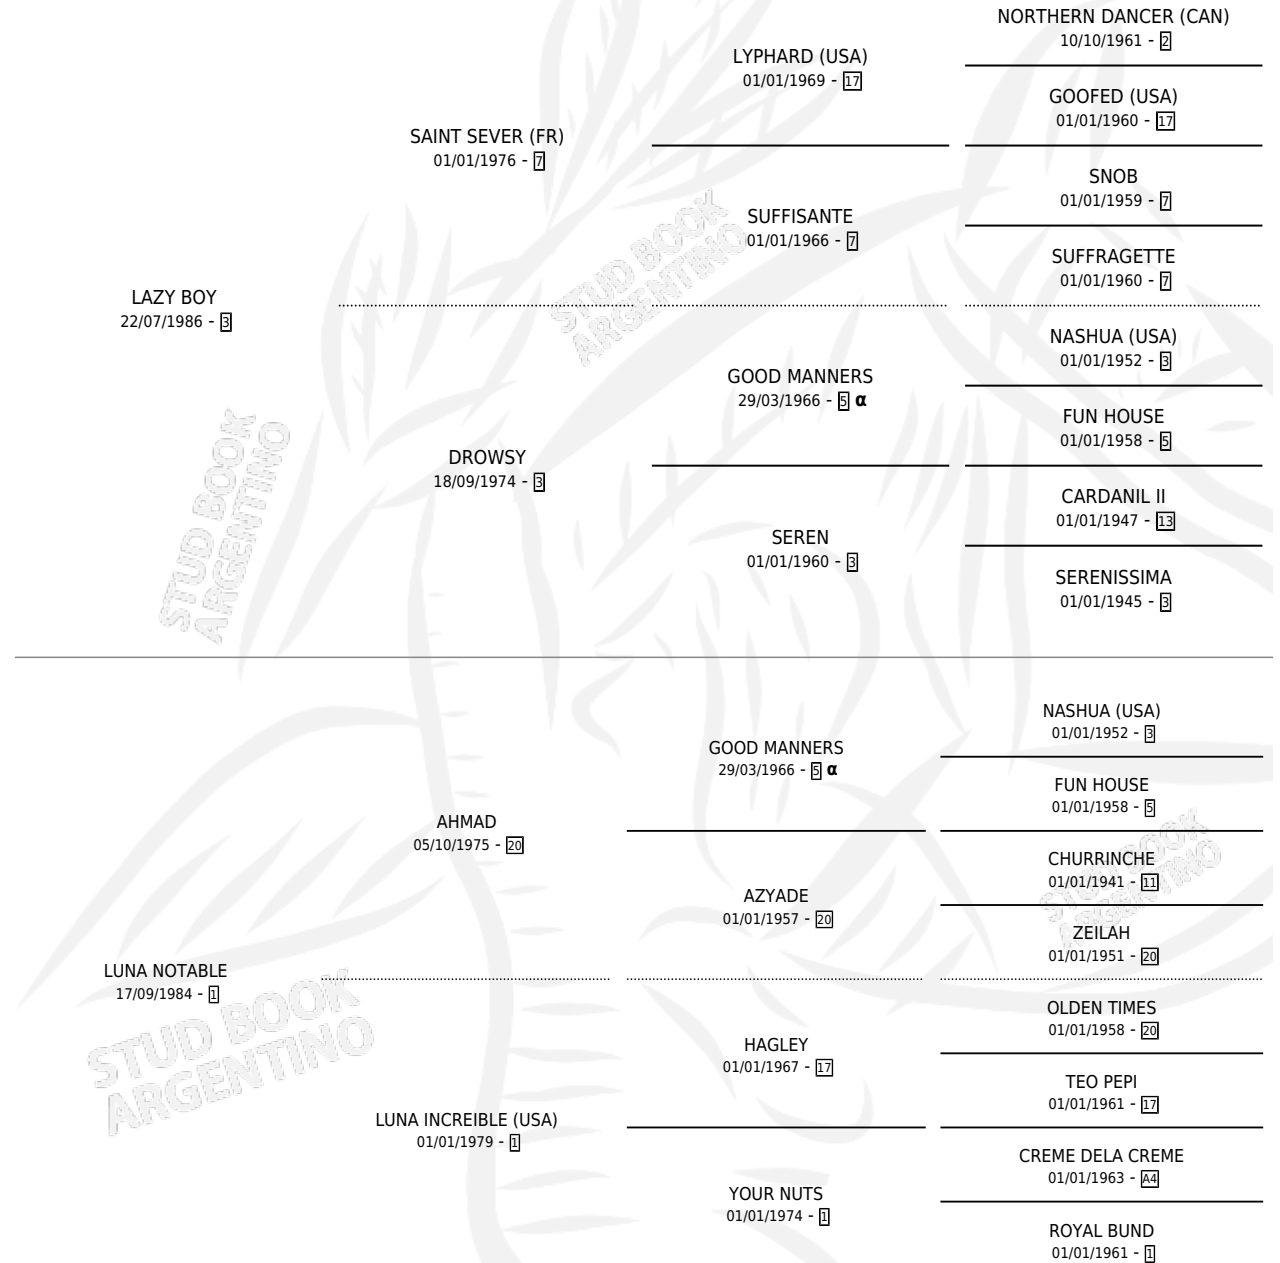 NORTHERN DANCER (CAN)
10/10/1961 - 2
LYPHARD (USA)
01/01/1969 - 17
GOOFED (USA)
01/01/1960 - 17
SAINT SEVER (FR)
01/01/1976 - 7
SNOB
01/01/1959 - 7
SUFFISANTE
01/01/1966 - 7
SUFFRAGETTE
01/01/1960 - 7
STUD BOOK
ARGENTINO
LAZY BOY
22/07/1986 - 3
NASHUA (USA)
01/01/1952 - 3
GOOD MANNERS
29/03/1966 - 5 α
FUN HOUSE
01/01/1958 - 5
DROWSY
18/09/1974 - 3
CARDANIL II
01/01/1947 - 13
SEREN
01/01/1960 - 3
SERENISSIMA
01/01/1945 - 3
STUD BOOK
ARGENTINO
NASHUA (USA)
01/01/1952 - 3
GOOD MANNERS
29/03/1966 - 5 α
FUN HOUSE
01/01/1958 - 5
AHMAD
05/10/1975 - 20
CHURRINCHE
01/01/1941 - 11
AZYADE
01/01/1957 - 20
ZEILAH
01/01/1951 - 20
STUD BOOK
ARGENTINO
LUNA NOTABLE
17/09/1984 - 1
OLDEN TIMES
01/01/1958 - 20
HAGLEY
01/01/1967 - 17
TEO PEPI
01/01/1961 - 17
STUD BOOK
ARGENTINO
LUNA INCREIBLE (USA)
01/01/1979 - 1
CREME DELA CREME
01/01/1963 - A4
YOUR NUTS
01/01/1974 - 1
ROYAL BUND
01/01/1961 - 1